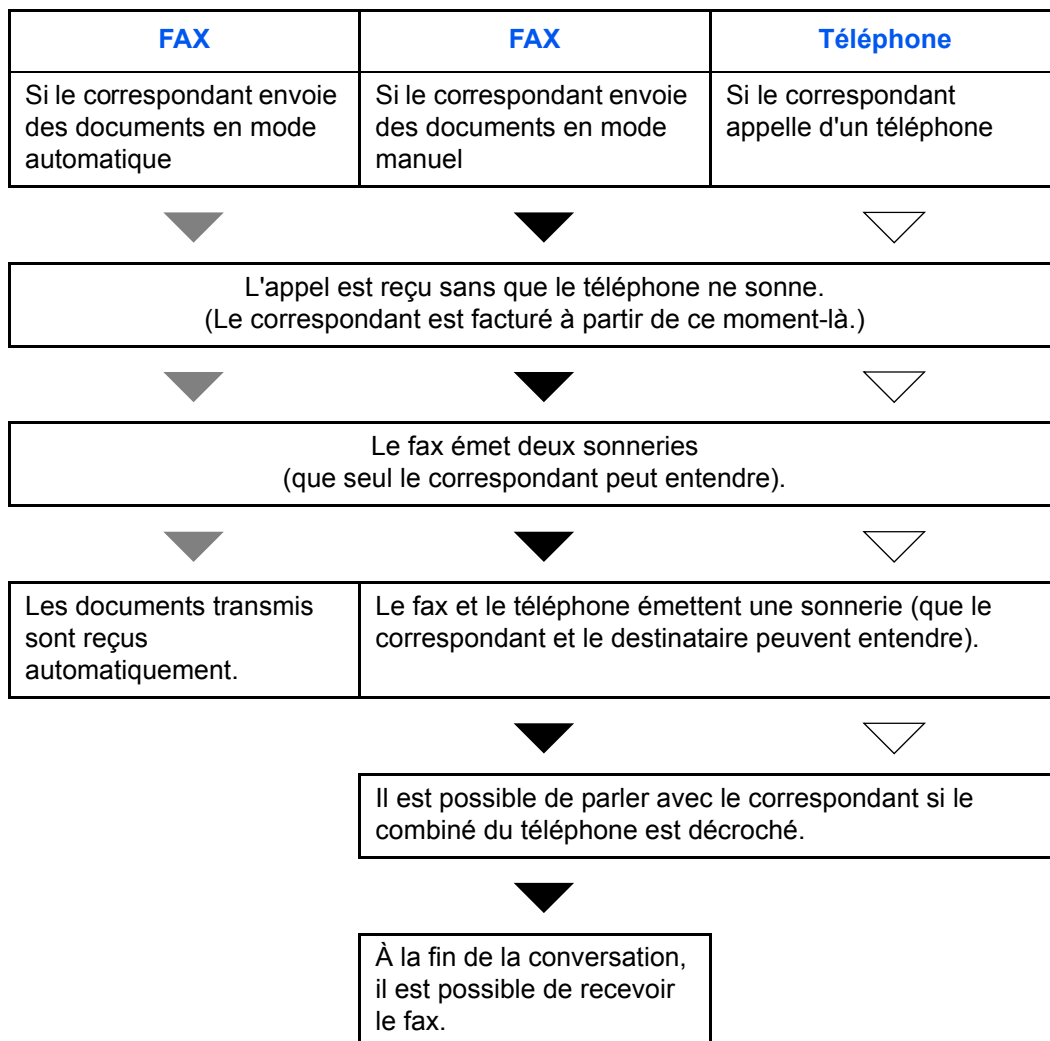 FAX
FAX
Téléphone
Si le correspondant envoie
des documents en mode
automatique
Si le correspondant envoie
des documents en mode
manuel
Si le correspondant
appelle d'un téléphone
L'appel est reçu sans que le téléphone ne sonne.
(Le correspondant est facturé à partir de ce moment-là.)
Le fax émet deux sonneries
(que seul le correspondant peut entendre).
Les documents transmis
sont reçus
automatiquement.
Le fax et le téléphone émettent une sonnerie (que le
correspondant et le destinataire peuvent entendre).
Il est possible de parler avec le correspondant si le
combiné du téléphone est décroché.
À la fin de la conversation,
il est possible de recevoir
le fax.